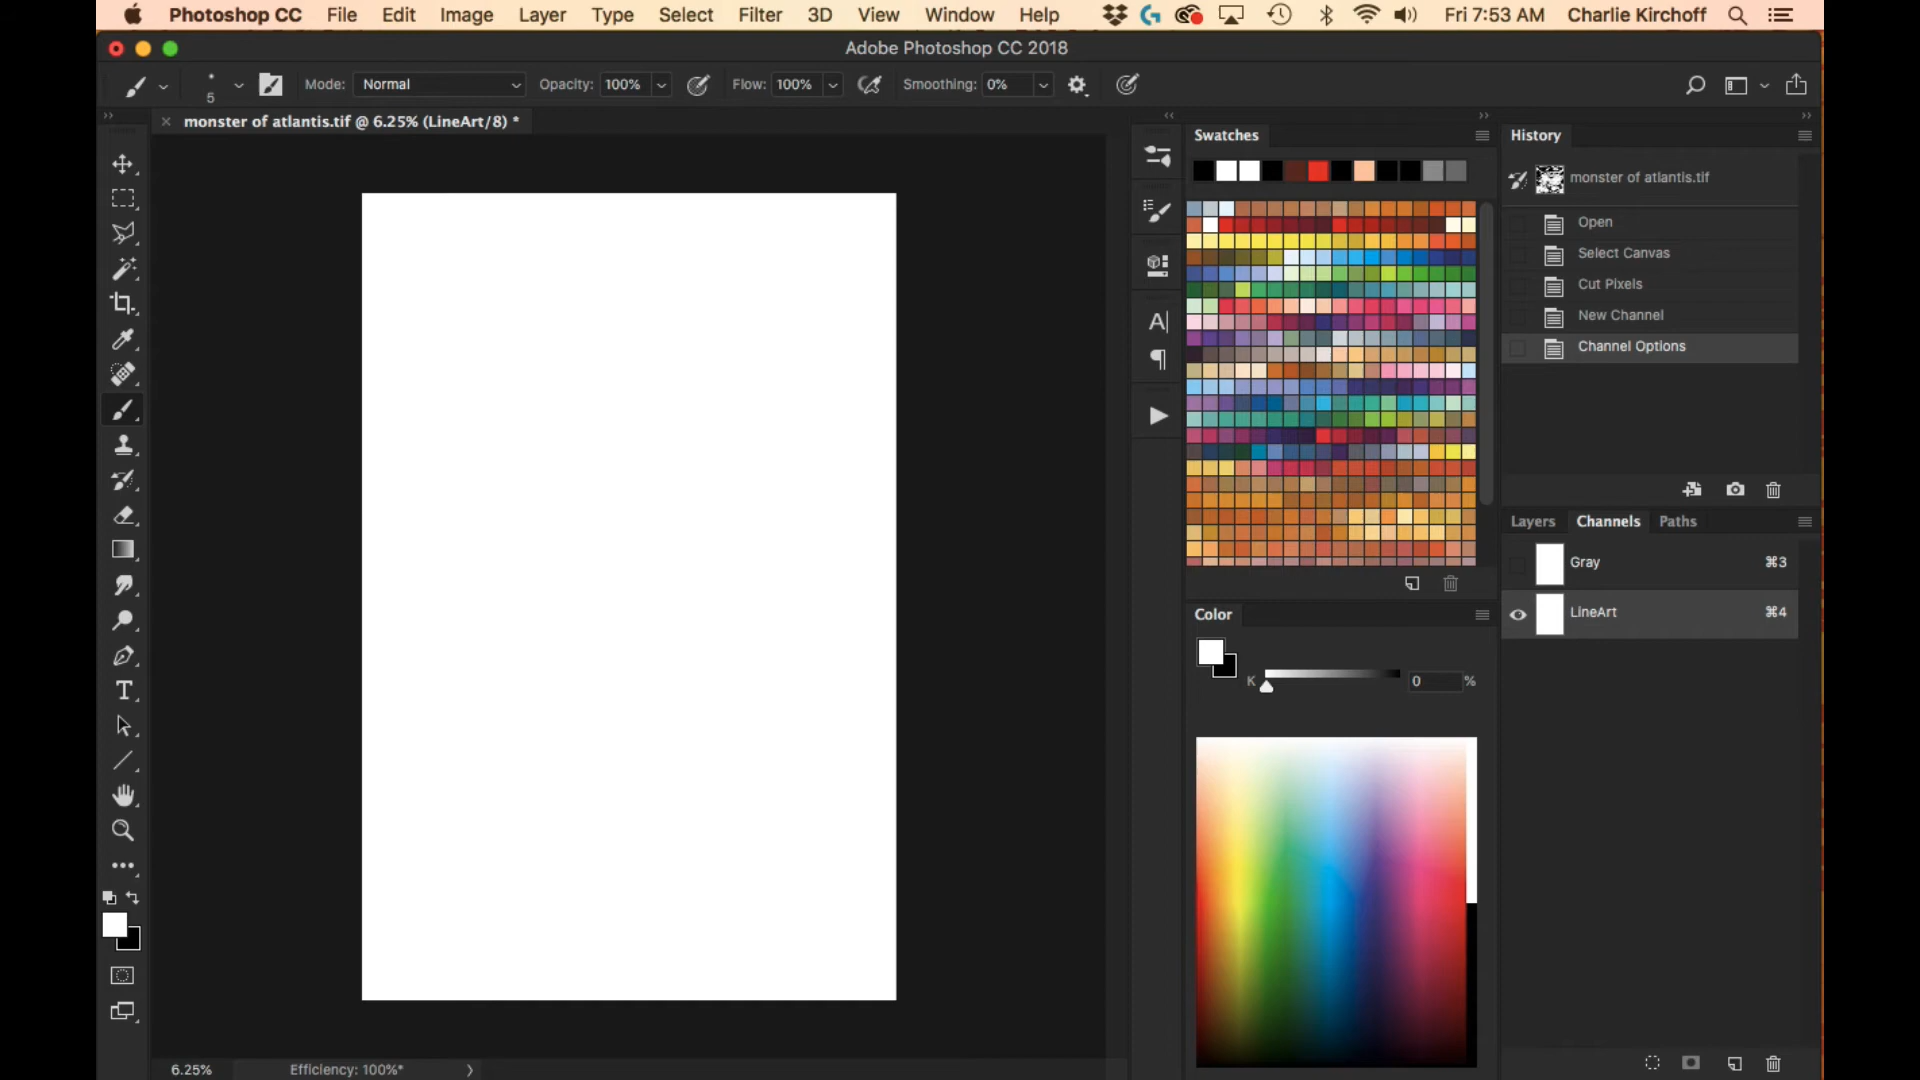 Photoshop CC File Edit Image Layer Type Select Filter 3D View Window Help Fri 7:53 AM Charlie Kirchoff
Adobe Photoshop CC 2018
5 Mode: Normal Opacity: 100% Flow: 100% Smoothing: 0%
monster of atlantis.tif @ 6.25% (LineArt/8) *
Swatches
History
monster of atlantis.tif
Open
Select Canvas
Cut Pixels
New Channel
Channel Options
Layers Channels Paths
Gray ⌘3
LineArt ⌘4
Color
K 0 %
6.25% Efficiency: 100%*